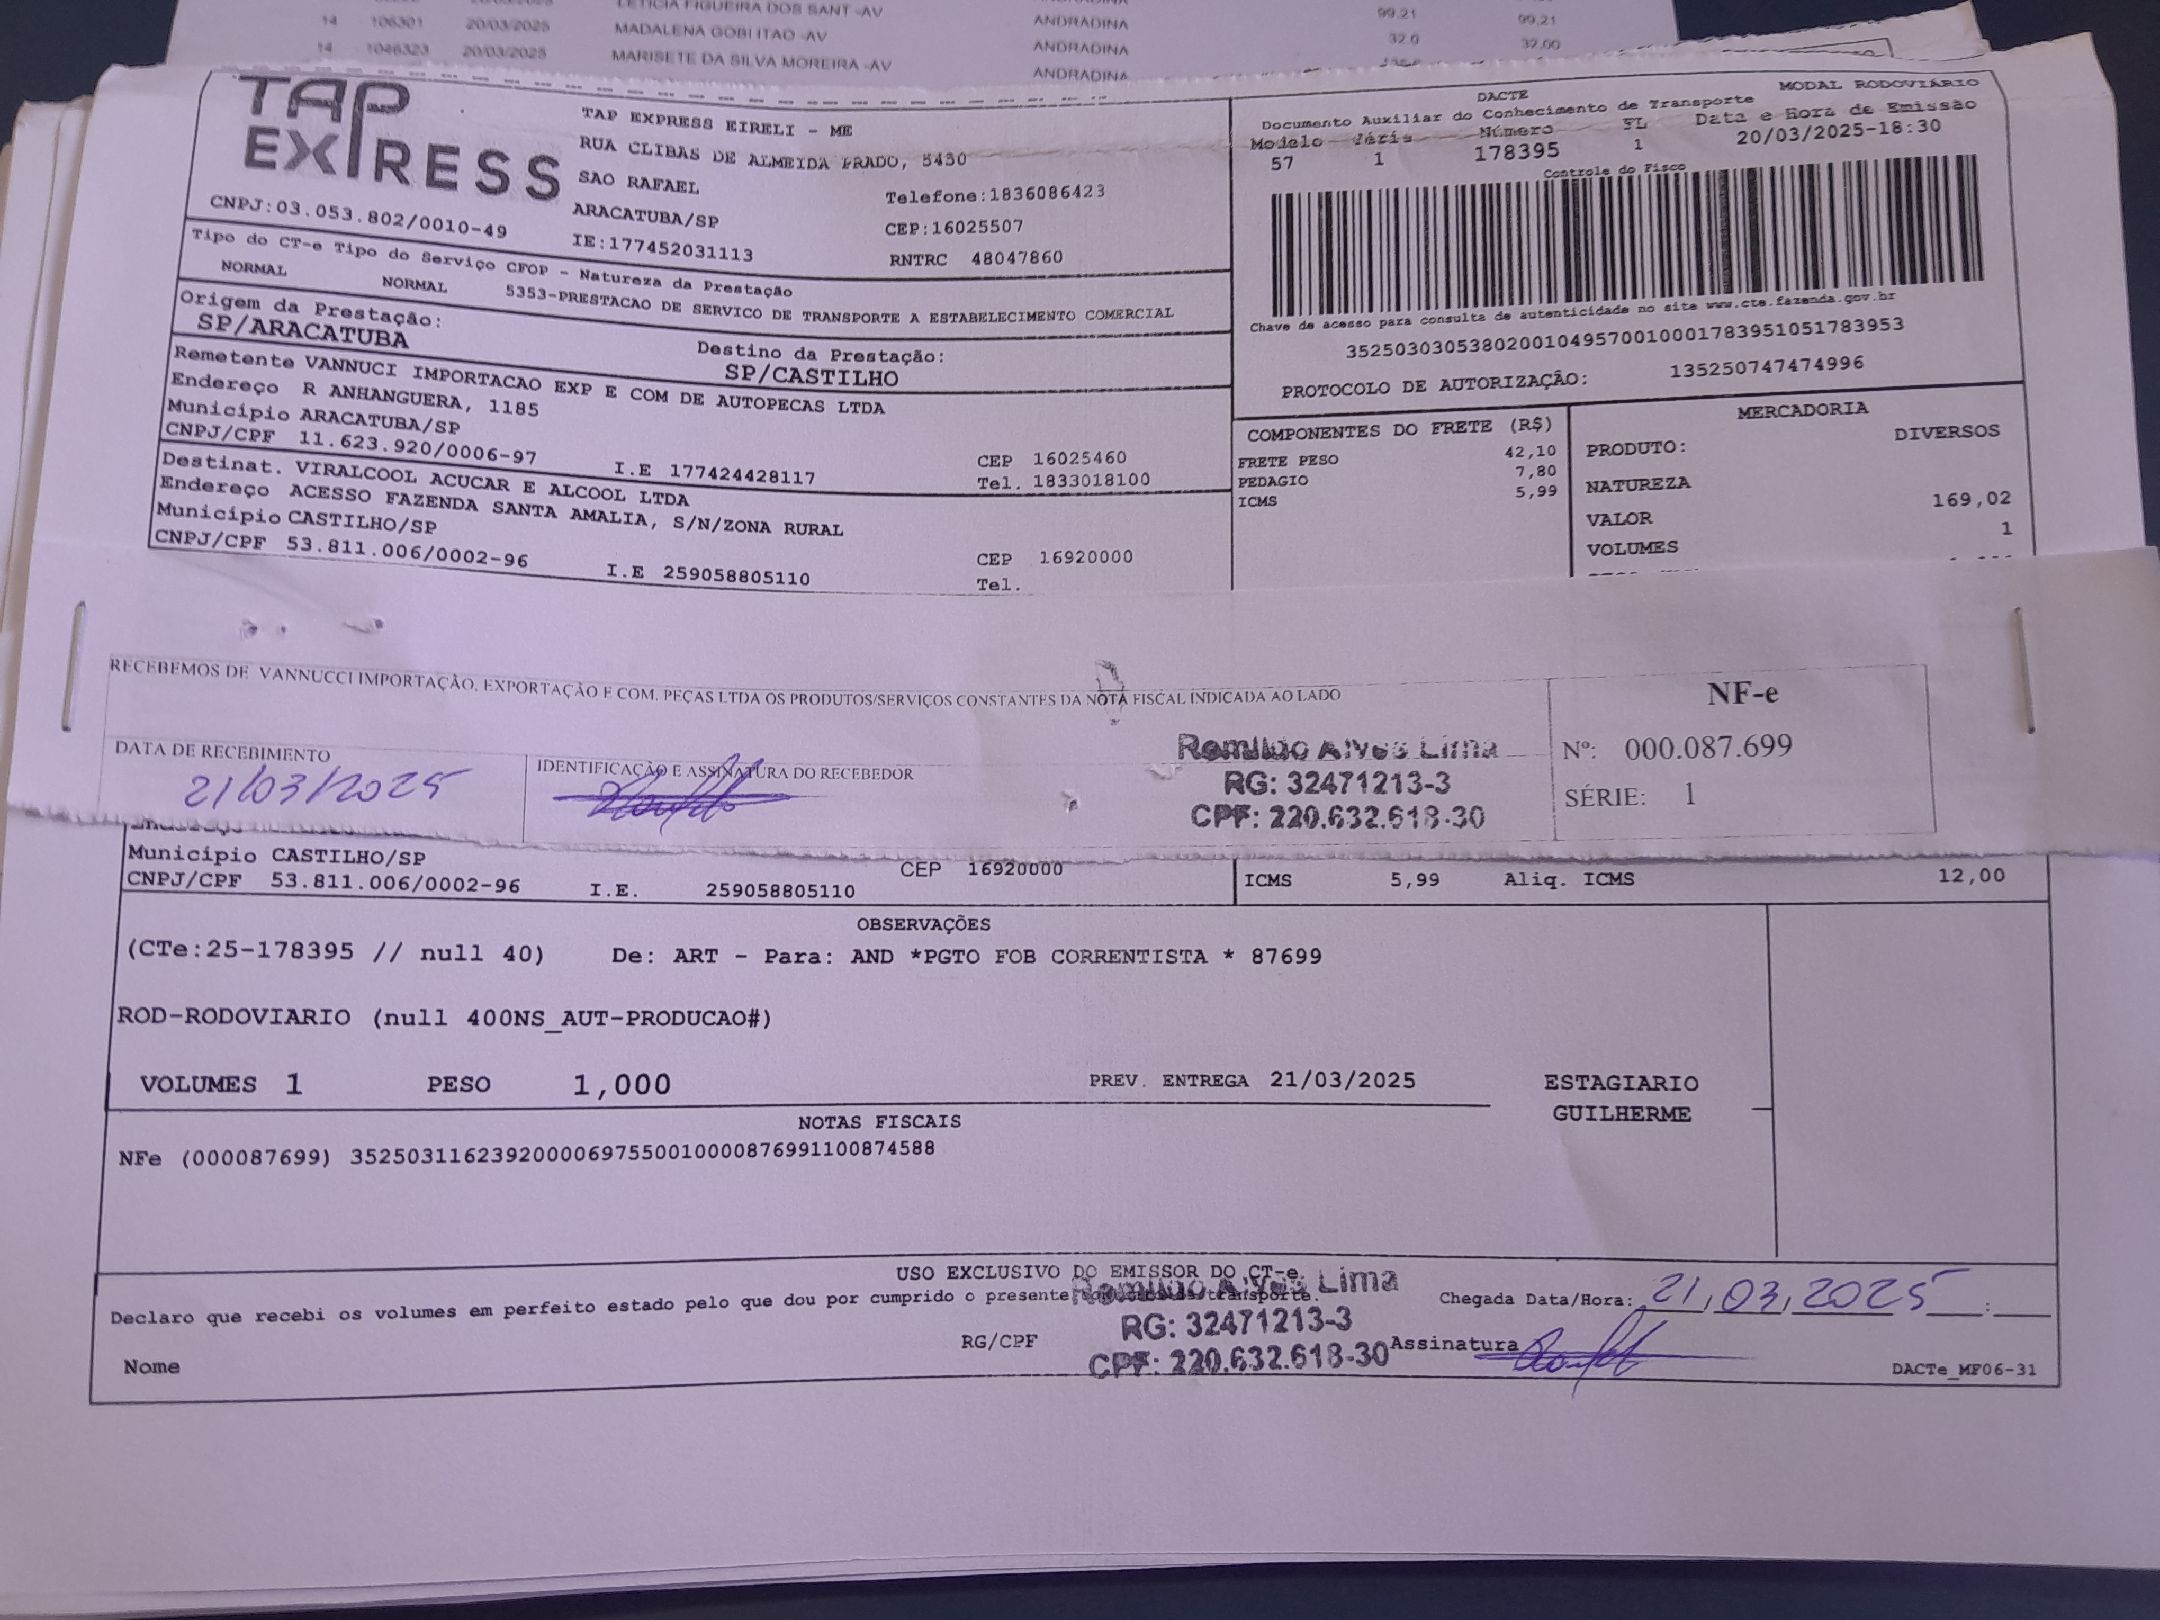 LETICIA FIGUEIRA DOS SANT -AV ANDRADINA 99,21 99,21
14 106301 20/03/2025 MADALENA GOBI ITAO -AV ANDRADINA 32,0 32,00
14 1046323 20/03/2025 MARISETE DA SILVA MOREIRA -AV ANDRADINA
TAP EXPRESS
CNPJ:03.053.802/0010-49
TAP EXPRESS EIRELI - ME
RUA CLIBAS DE ALMEIDA PRADO, 5430
SAO RAFAEL Telefone:1836086423
ARACATUBA/SP CEP:16025507
IE:177452031113 RNTRC 48047860
DACTE MODAL RODOVIÁRIO
Documento Auxiliar do Conhecimento de Transporte
Modelo Série Número FL Data e Hora de Emissão
57 1 178395 1 20/03/2025-18:30
Controle do Fisco
Chave de acesso para consulta de autenticidade no site www.cte.fazenda.gov.br
35250303053802001049570010001783951051783953
PROTOCOLO DE AUTORIZAÇÃO: 135250747474996
Tipo do CT-e Tipo do Serviço CFOP - Natureza da Prestação
NORMAL NORMAL 5353-PRESTACAO DE SERVICO DE TRANSPORTE A ESTABELECIMENTO COMERCIAL
Origem da Prestação: Destino da Prestação:
SP/ARACATUBA SP/CASTILHO
Remetente VANNUCI IMPORTACAO EXP E COM DE AUTOPECAS LTDA
Endereço R ANHANGUERA, 1185
Município ARACATUBA/SP CEP 16025460
CNPJ/CPF 11.623.920/0006-97 I.E 177424428117 Tel. 1833018100
Destinat. VIRALCOOL ACUCAR E ALCOOL LTDA
Endereço ACESSO FAZENDA SANTA AMALIA, S/N/ZONA RURAL
Município CASTILHO/SP CEP 16920000
CNPJ/CPF 53.811.006/0002-96 I.E 259058805110 Tel.
COMPONENTES DO FRETE (R$)
FRETE PESO 42,10
PEDAGIO 7,80
ICMS 5,99
MERCADORIA
PRODUTO: DIVERSOS
NATUREZA
VALOR 169,02
VOLUMES 1
RECEBEMOS DE VANNUCCI IMPORTAÇÃO, EXPORTAÇÃO E COM. PEÇAS LTDA OS PRODUTOS/SERVIÇOS CONSTANTES DA NOTA FISCAL INDICADA AO LADO
DATA DE RECEBIMENTO
21/03/2025
IDENTIFICAÇÃO E ASSINATURA DO RECEBEDOR
Romildo Alves Lima
RG: 32471213-3
CPF: 220.632.618-30
NF-e
Nº: 000.087.699
SÉRIE: 1
Município CASTILHO/SP CEP 16920000
CNPJ/CPF 53.811.006/0002-96 I.E. 259058805110
ICMS 5,99 Aliq. ICMS 12,00
OBSERVAÇÕES
(CTe:25-178395 // null 40) De: ART - Para: AND *PGTO FOB CORRENTISTA * 87699
ROD-RODOVIARIO (null 400NS_AUT-PRODUCAO#)
VOLUMES 1 PESO 1,000 PREV. ENTREGA 21/03/2025
ESTAGIARIO
GUILHERME
NOTAS FISCAIS
NFe (000087699) 35250311623920000697550010000876991100874588
USO EXCLUSIVO DO EMISSOR DO CT-e.
Declaro que recebi os volumes em perfeito estado pelo que dou por cumprido o presente transporte.
Romildo Alves Lima
RG: 32471213-3
CPF: 220.632.618-30
Chegada Data/Hora: 21,03,2025 :
Nome RG/CPF Assinatura
DACTe_MF06-31